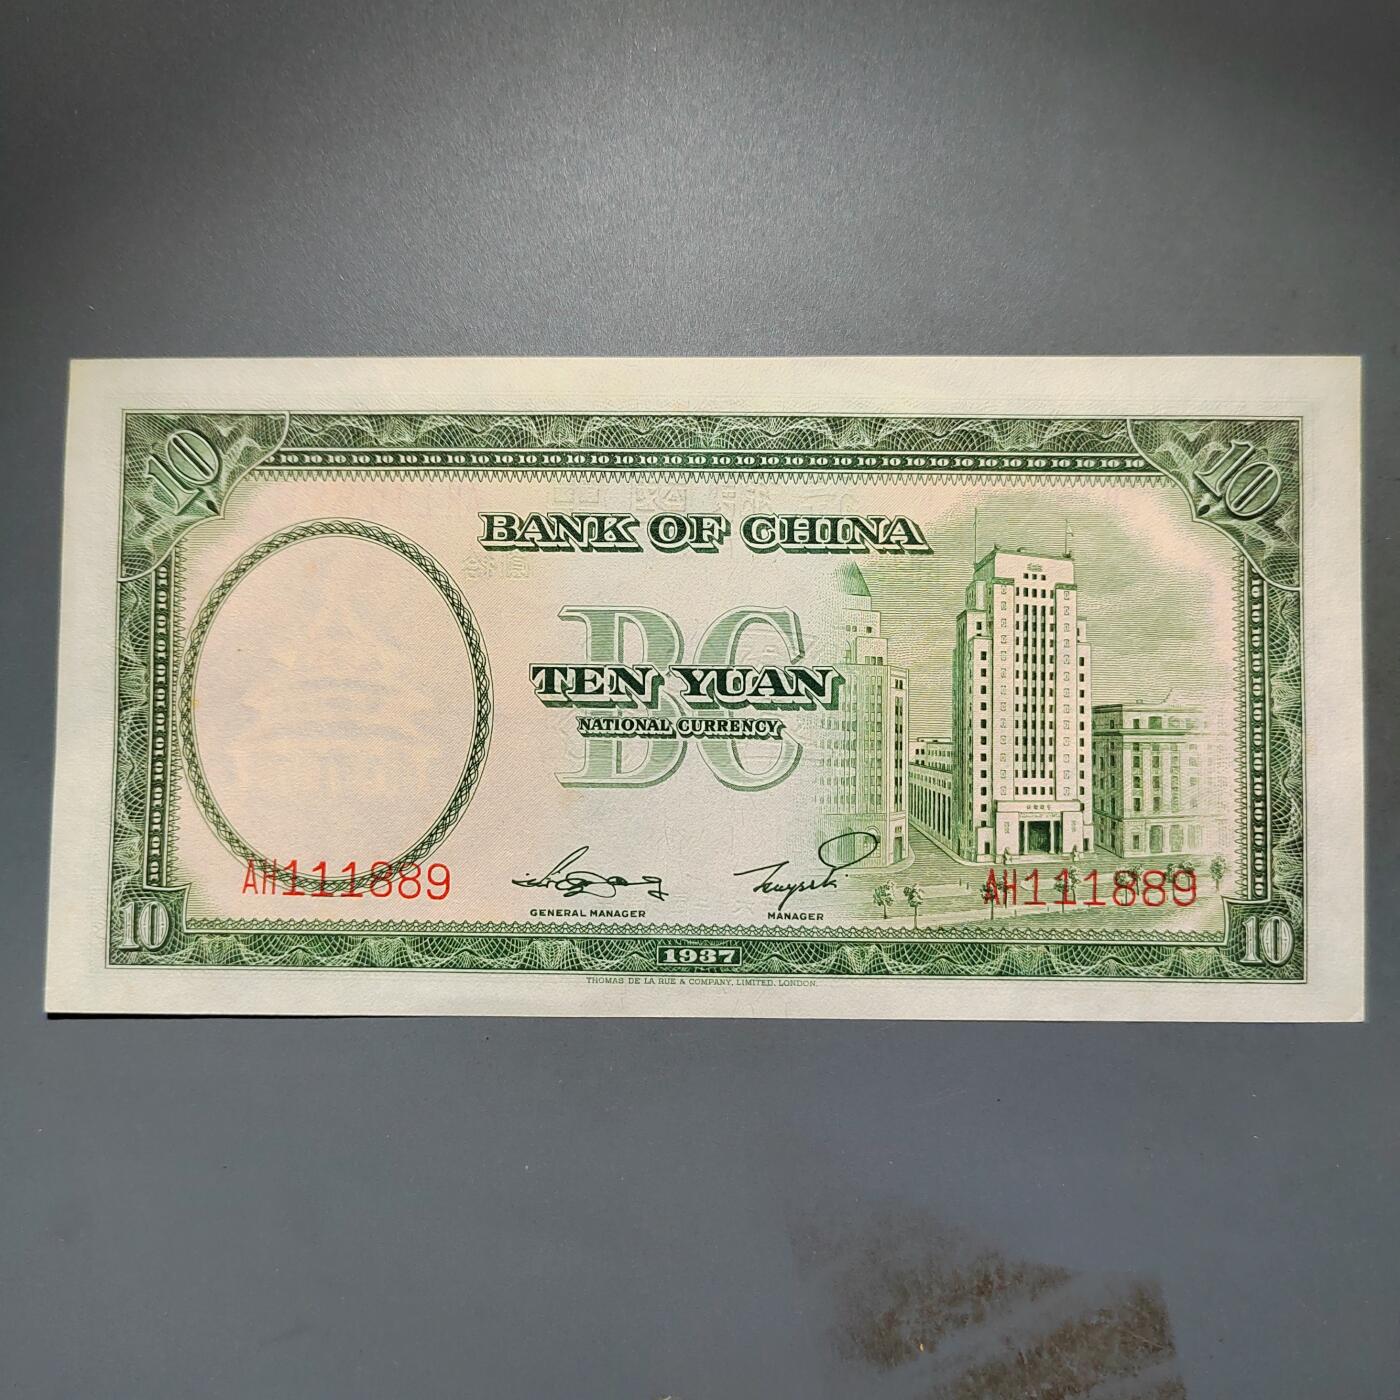 10
10
BANK OF CHINA
BC
TEN YUAN
NATIONAL CURRENCY
AH111889
AH111889
GENERAL MANAGER
MANAGER
10
1937
10
THOMAS DE LA RUE & COMPANY, LIMITED, LONDON.